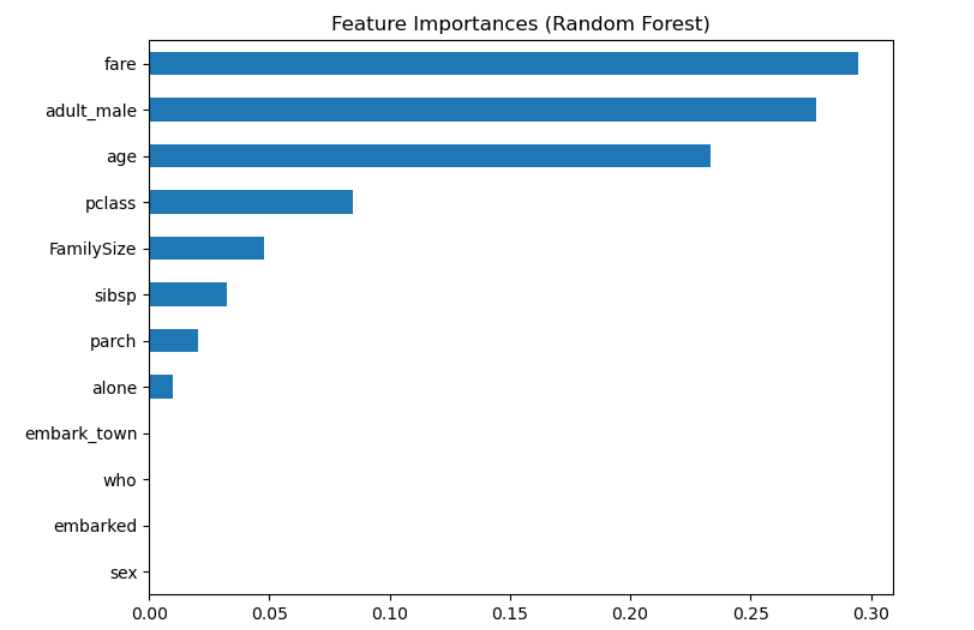 Feature Importances (Random Forest)
fare
adult_male
age
pclass
FamilySize
sibsp
parch
alone
embark_town
who
embarked
sex
0.00 0.05 0.10 0.15 0.20 0.25 0.30